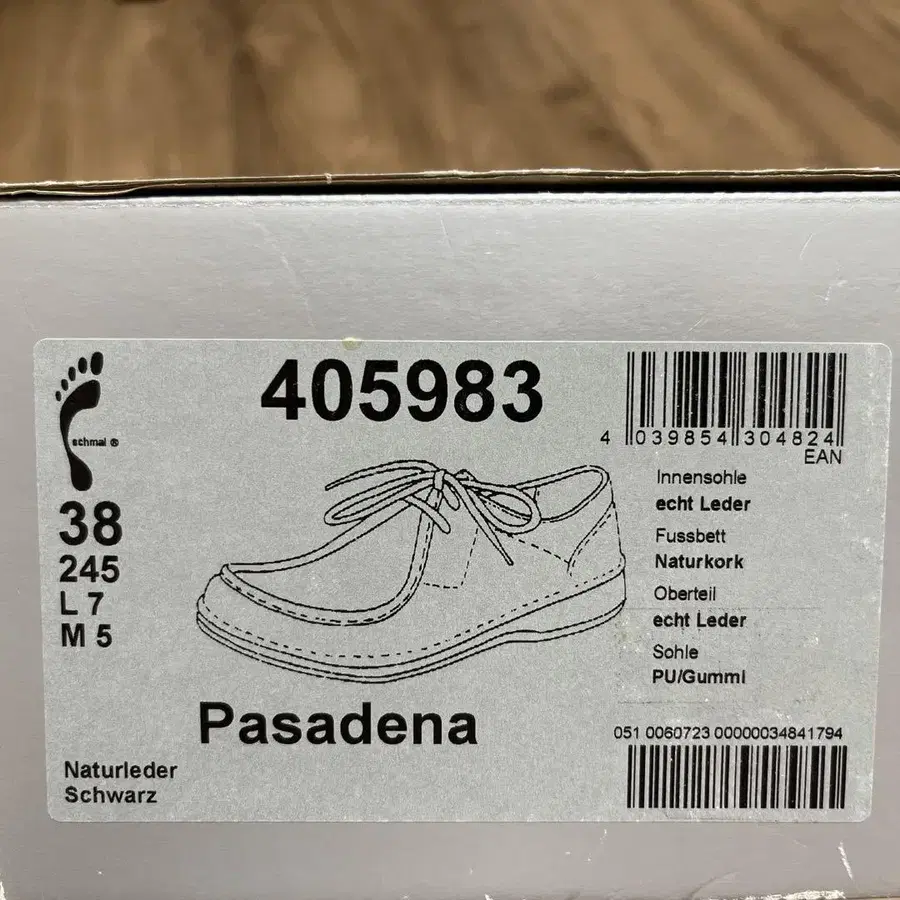 405983
schmal ®
38
245
L 7
M 5
4 039854 304824
EAN
Innensohle
echt Leder
Fussbett
Naturkork
Oberteil
echt Leder
Sohle
PU/Gummi
Pasadena
Naturleder
Schwarz
051 0060723 00000034841794